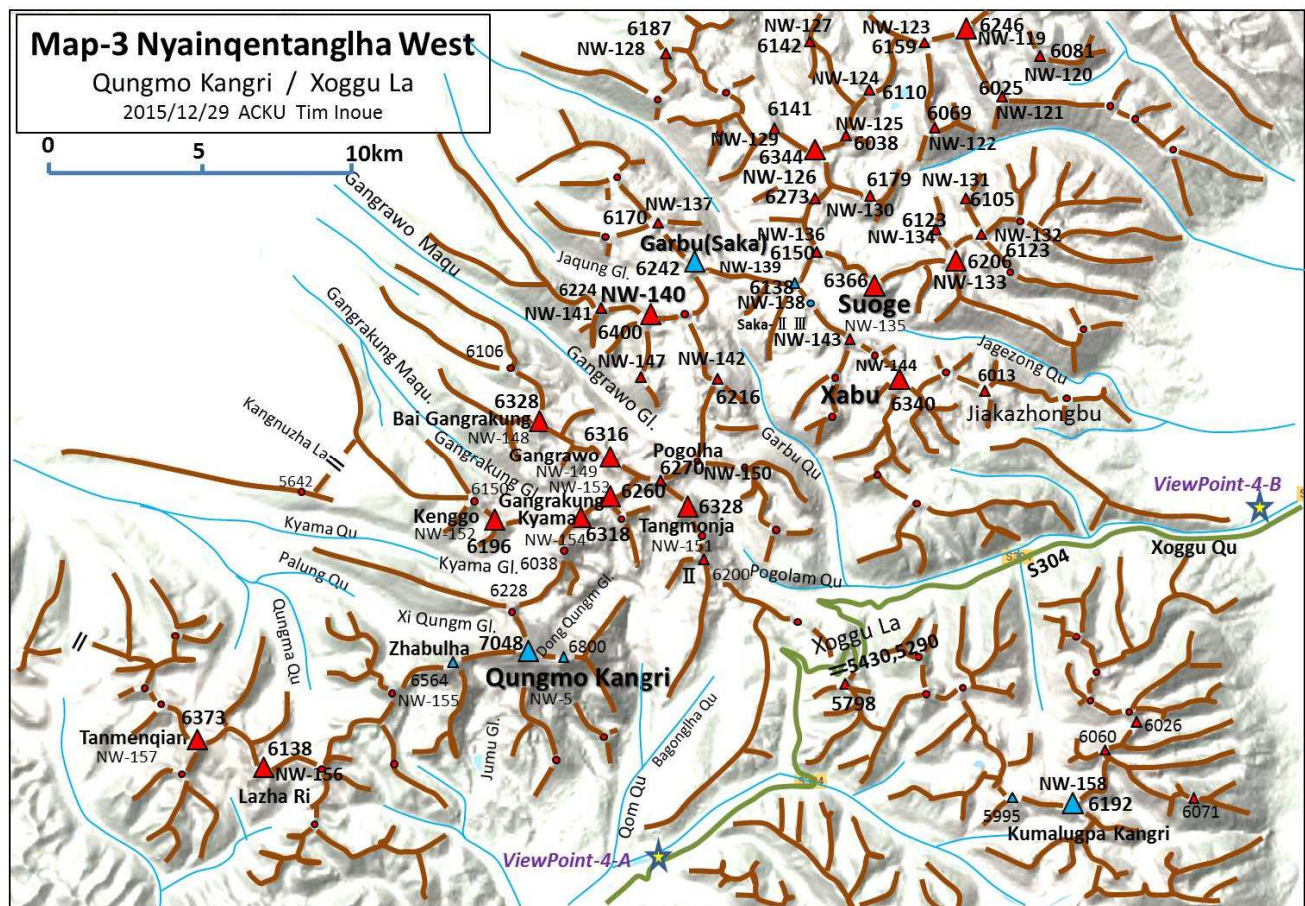 Map-3 Nyainqentanglha West
Qungmo Kangri / Xoggu La
2015/12/29 ACKU Tim Inoue
0 5 10km
6187
NW-128
NW-127
6142
NW-123
6159
6246
NW-119
6081
NW-120
NW-124
6110
6025
NW-121
6141
NW-129
NW-125
6038
6069
NW-122
6344
NW-126
6273
6179
NW-130
NW-131
6105
Gangrawo Maqu
NW-137
6170
NW-136
6150
6123
NW-134
NW-132
6123
Garbu(Saka)
6242
NW-139
Jaqung Gl.
6206
NW-133
6138
NW-138
6366
Suoge
NW-135
Saka-Ⅱ Ⅲ
6224
NW-141
NW-140
6400
Gangrakung Maqu.
NW-143
Jagezong Qu
6106
Gangrawo Gl.
NW-147
NW-142
6216
NW-144
Xabu
6340
6013
Jiakazhongbu
Kangnuzha La
6328
Bai Gangrakung
NW-148
Garbu Qu
6316
Gangrawo
NW-149
Pogolha
6270
NW-150
Gangrakung Gl.
NW-153
6260
Gangrakung
5642
6150
Kenggo
NW-152
6196
Kyama
NW-154
6318
6328
Tangmonja
NW-151
ViewPoint-4-B
Kyama Qu
Kyama Gl.
6038
Ⅱ
6200
Pogolam Qu
S304
Xoggu Qu
Palung Qu
6228
Xi Qungm Gl.
Dong Qungm Gl.
Qungma Qu
Xoggu La
5430,5290
Zhabulha
6564
NW-155
7048
6800
Qungmo Kangri
NW-5
5798
Jumu Gl.
Bagonglha Qu
Qom Qu
6373
Tanmenqian
NW-157
6138
NW-156
Lazha Ri
6026
6060
NW-158
6192
5995
6071
Kumalugpa Kangri
ViewPoint-4-A